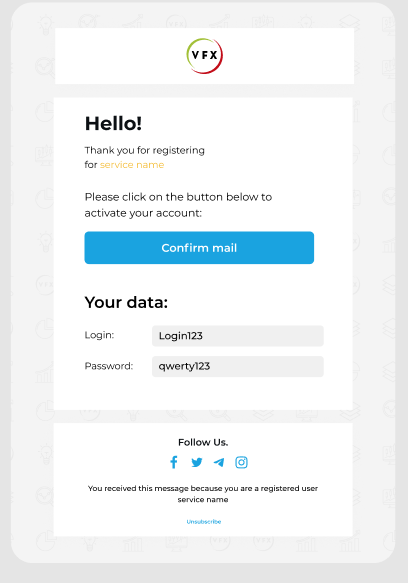 VFX
Hello!
Thank you for registering
for service name
Please click on the button below to
activate your account:
Confirm mail
Your data:
Login: Login123
Password: qwerty123
Follow Us.
You received this message because you are a registered user
service name
Unsubscribe